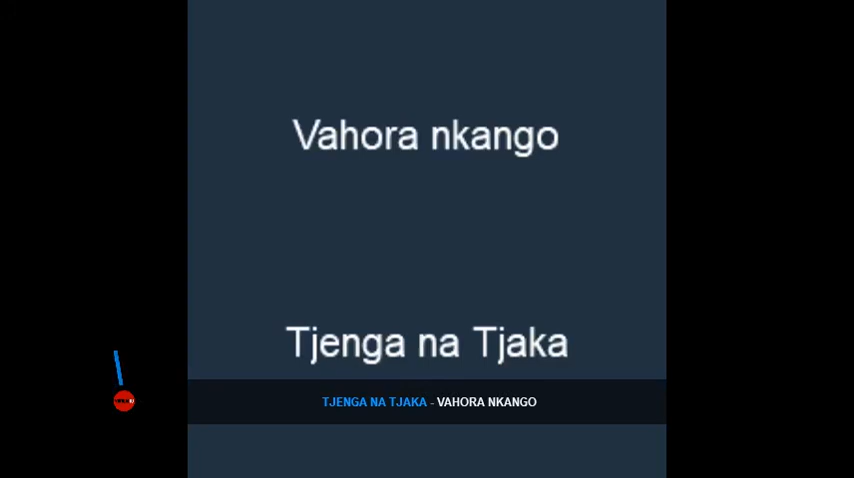 Vahora nkango
Tjenga na Tjaka
TJENGA NA TJAKA - VAHORA NKANGO